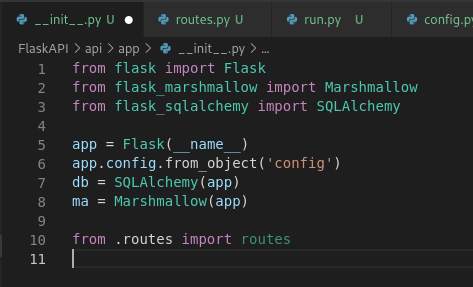 __init__.py U
routes.py U
run.py U
config.py
FlaskAPI > api > app > __init__.py > ...
1 from flask import Flask
2 from flask_marshmallow import Marshmallow
3 from flask_sqlalchemy import SQLAlchemy
4
5 app = Flask(__name__)
6 app.config.from_object('config')
7 db = SQLAlchemy(app)
8 ma = Marshmallow(app)
9
10 from .routes import routes
11